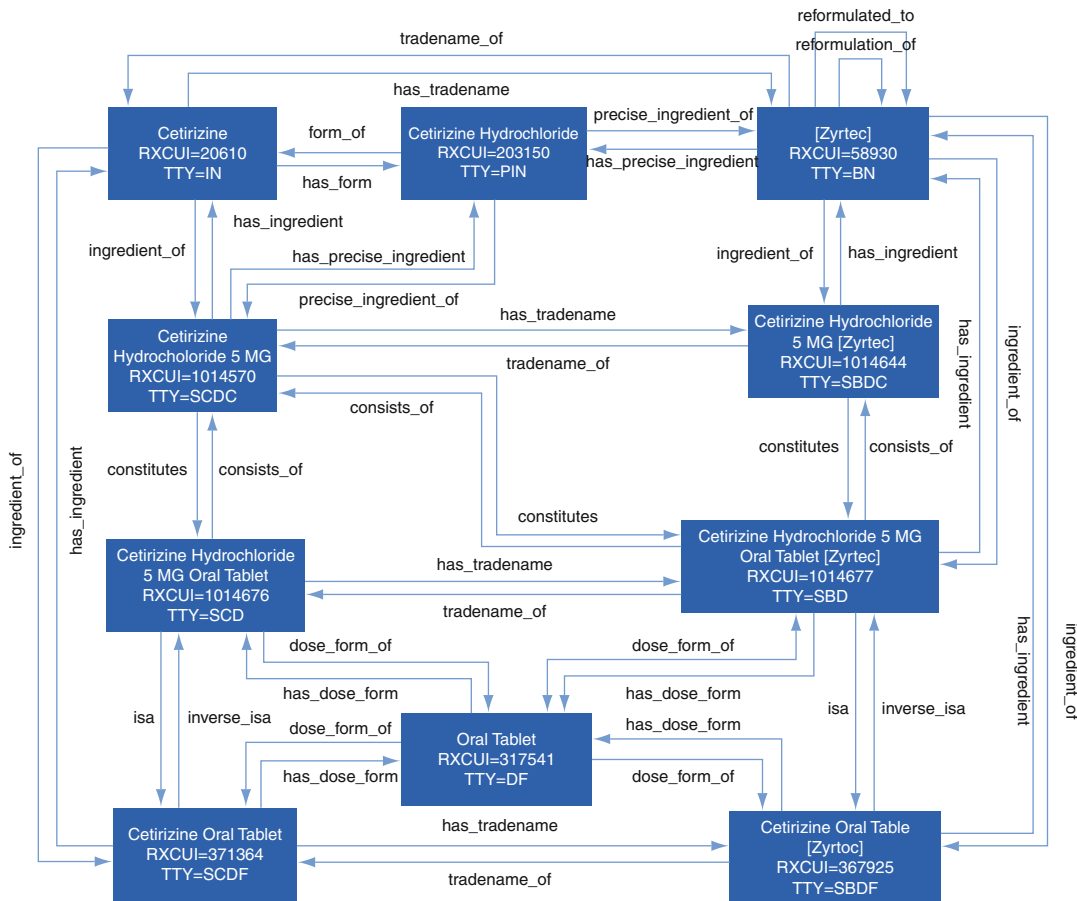 reformulated_to
tradename_of
reformulation_of
has_tradename
Cetirizine
RXCUI=20610
TTY=IN
form_of
has_form
Cetirizine Hydrochloride
RXCUI=203150
TTY=PIN
precise_ingredient_of
has_precise_ingredient
[Zyrtec]
RXCUI=58930
TTY=BN
ingredient_of
has_ingredient
has_precise_ingredient
precise_ingredient_of
ingredient_of
has_ingredient
Cetirizine
Hydrocholoride 5 MG
RXCUI=1014570
TTY=SCDC
has_tradename
tradename_of
consists_of
Cetirizine Hydrochloride
5 MG [Zyrtec]
RXCUI=1014644
TTY=SBDC
has_ingredient
ingredient_of
ingredient_of
has_ingredient
constitutes
consists_of
constitutes
constitutes
consists_of
Cetirizine Hydrochloride
5 MG Oral Tablet
RXCUI=1014676
TTY=SCD
has_tradename
tradename_of
Cetirizine Hydrochloride 5 MG
Oral Tablet [Zyrtec]
RXCUI=1014677
TTY=SBD
has_ingredient
ingredient_of
isa
inverse_isa
dose_form_of
has_dose_form
dose_form_of
has_dose_form
dose_form_of
has_dose_form
isa
inverse_isa
Oral Tablet
RXCUI=317541
TTY=DF
has_dose_form
dose_form_of
Cetirizine Oral Tablet
RXCUI=371364
TTY=SCDF
has_tradename
tradename_of
Cetirizine Oral Table
[Zyrtoc]
RXCUI=367925
TTY=SBDF